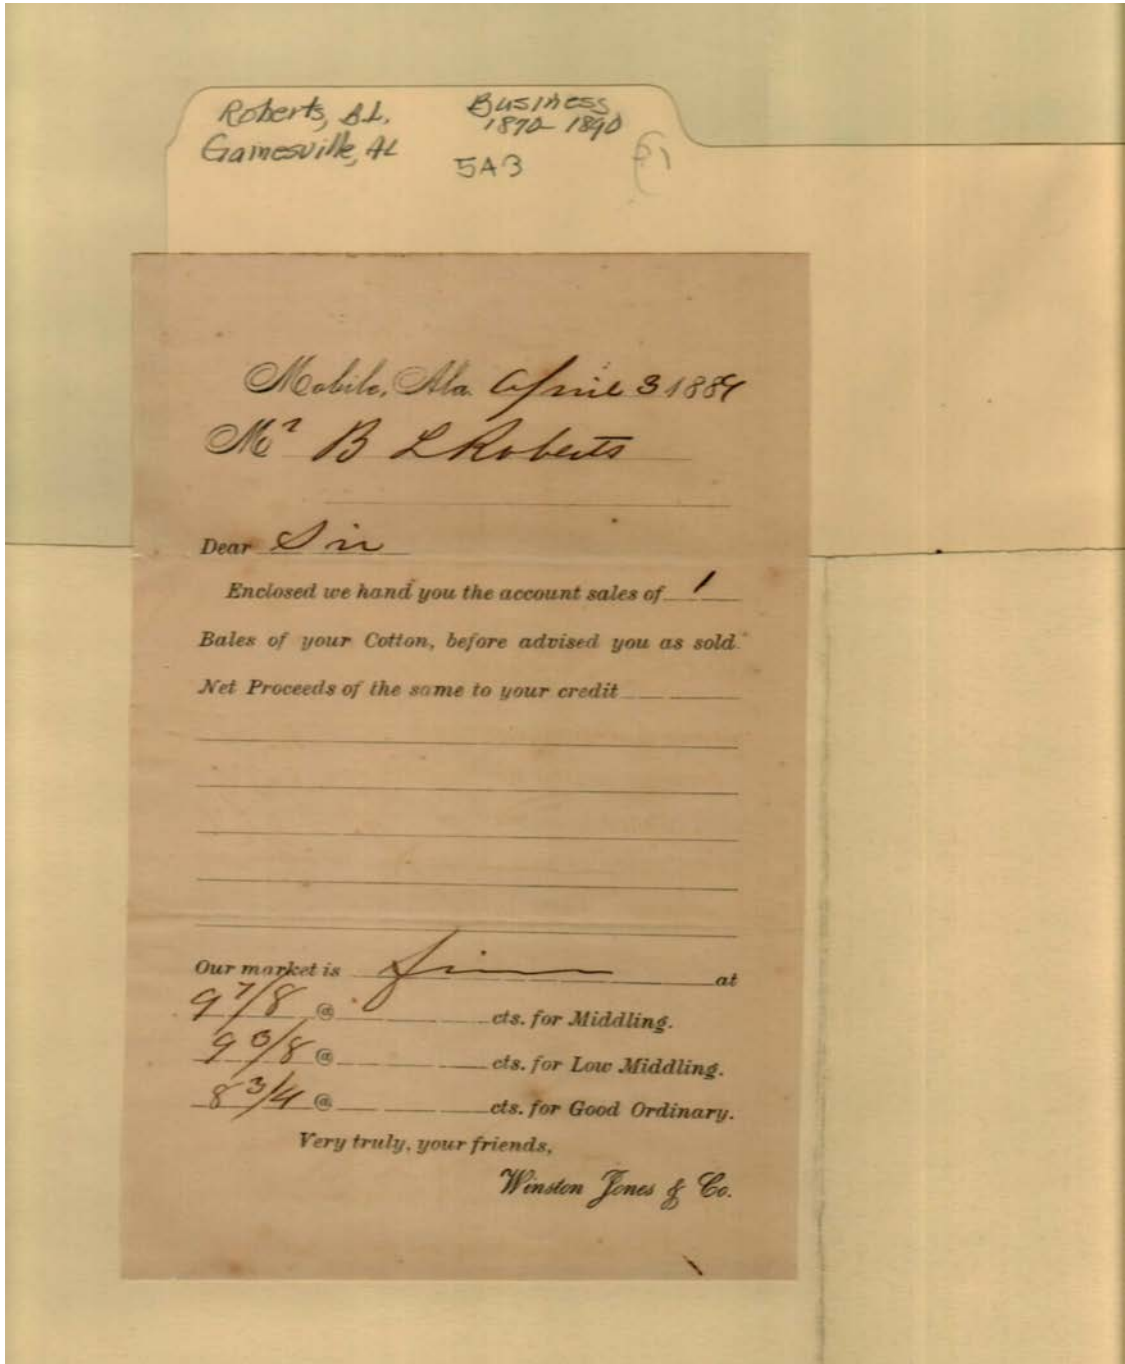 Roberts, B.L. Business
1870-1890
Gainesville, AL
5A3
Mobile, Ala. April 3 1889
Mr B L Roberts
Dear Sir
Enclosed we hand you the account sales of 1
Bales of your Cotton, before advised you as sold.
Net Proceeds of the same to your credit
Our market is firm at
9 7/8 @ cts. for Middling.
9 /8 @ cts. for Low Middling.
8 3/4 @ cts. for Good Ordinary.
Very truly, your friends,
Winston Jones & Co.